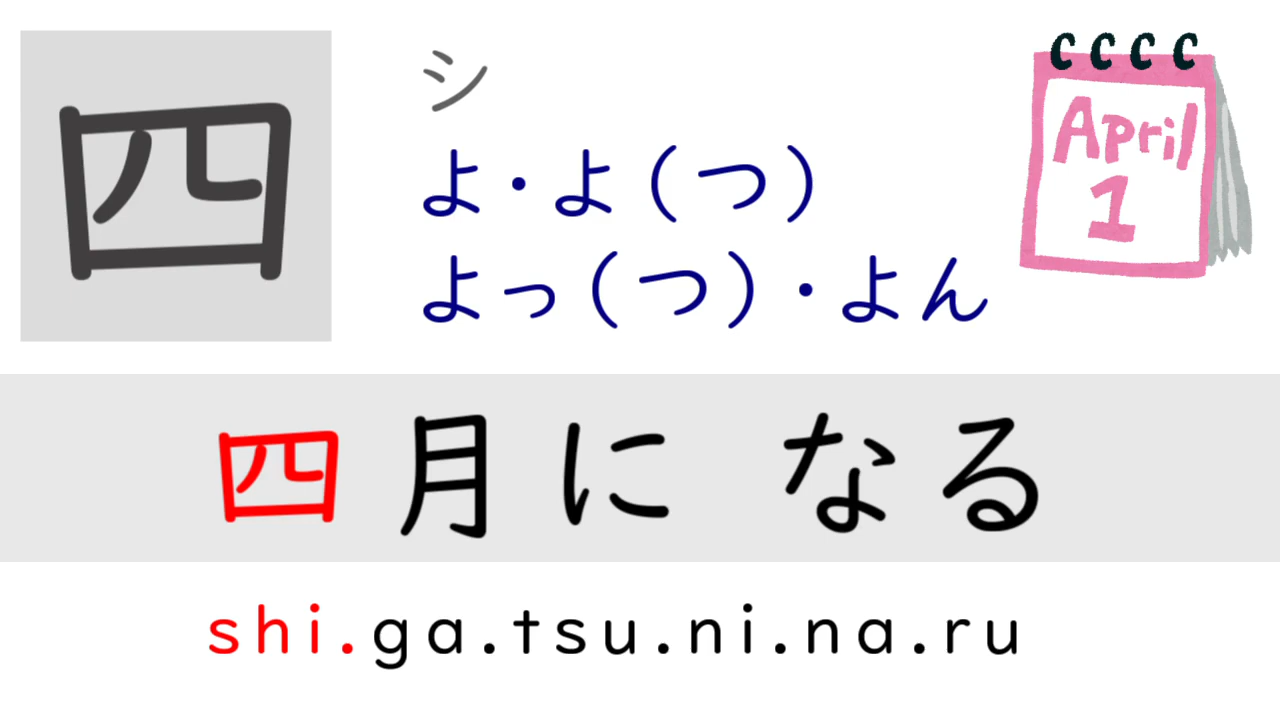 四
シ
よ・よ（つ）
よっ（つ）・よん
April
1
四月に なる
shi.ga.tsu.ni.na.ru